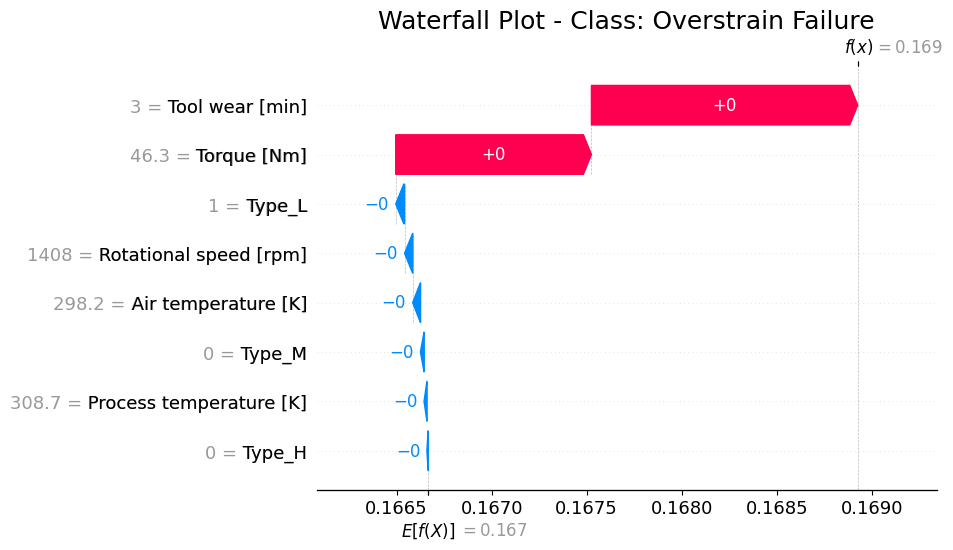 Waterfall Plot - Class: Overstrain Failure
f(x) = 0.169
3 = Tool wear [min]
+0
46.3 = Torque [Nm]
+0
1 = Type_L
−0
1408 = Rotational speed [rpm]
−0
298.2 = Air temperature [K]
−0
0 = Type_M
−0
308.7 = Process temperature [K]
−0
0 = Type_H
−0
0.1665 0.1670 0.1675 0.1680 0.1685 0.1690
E[f(X)] = 0.167